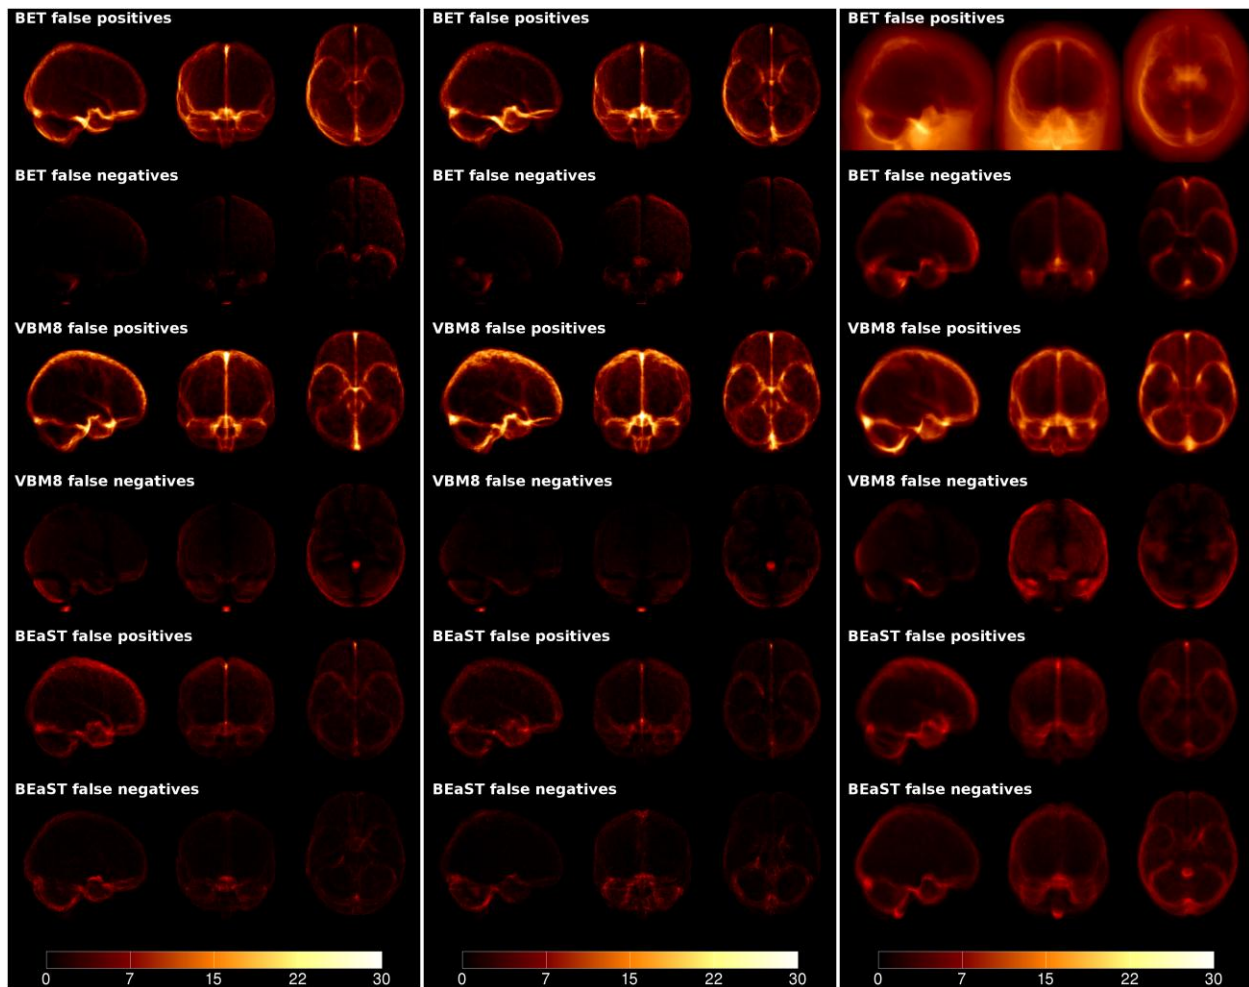 BET false positives BET false positives BET false positives
BET false negatives BET false negatives BET false negatives
VBM8 false positives VBM8 false positives VBM8 false positives
VBM8 false negatives VBM8 false negatives VBM8 false negatives
BEaST false positives BEaST false positives BEaST false positives
BEaST false negatives BEaST false negatives BEaST false negatives
0 7 15 22 30 0 7 15 22 30 0 7 15 22 30